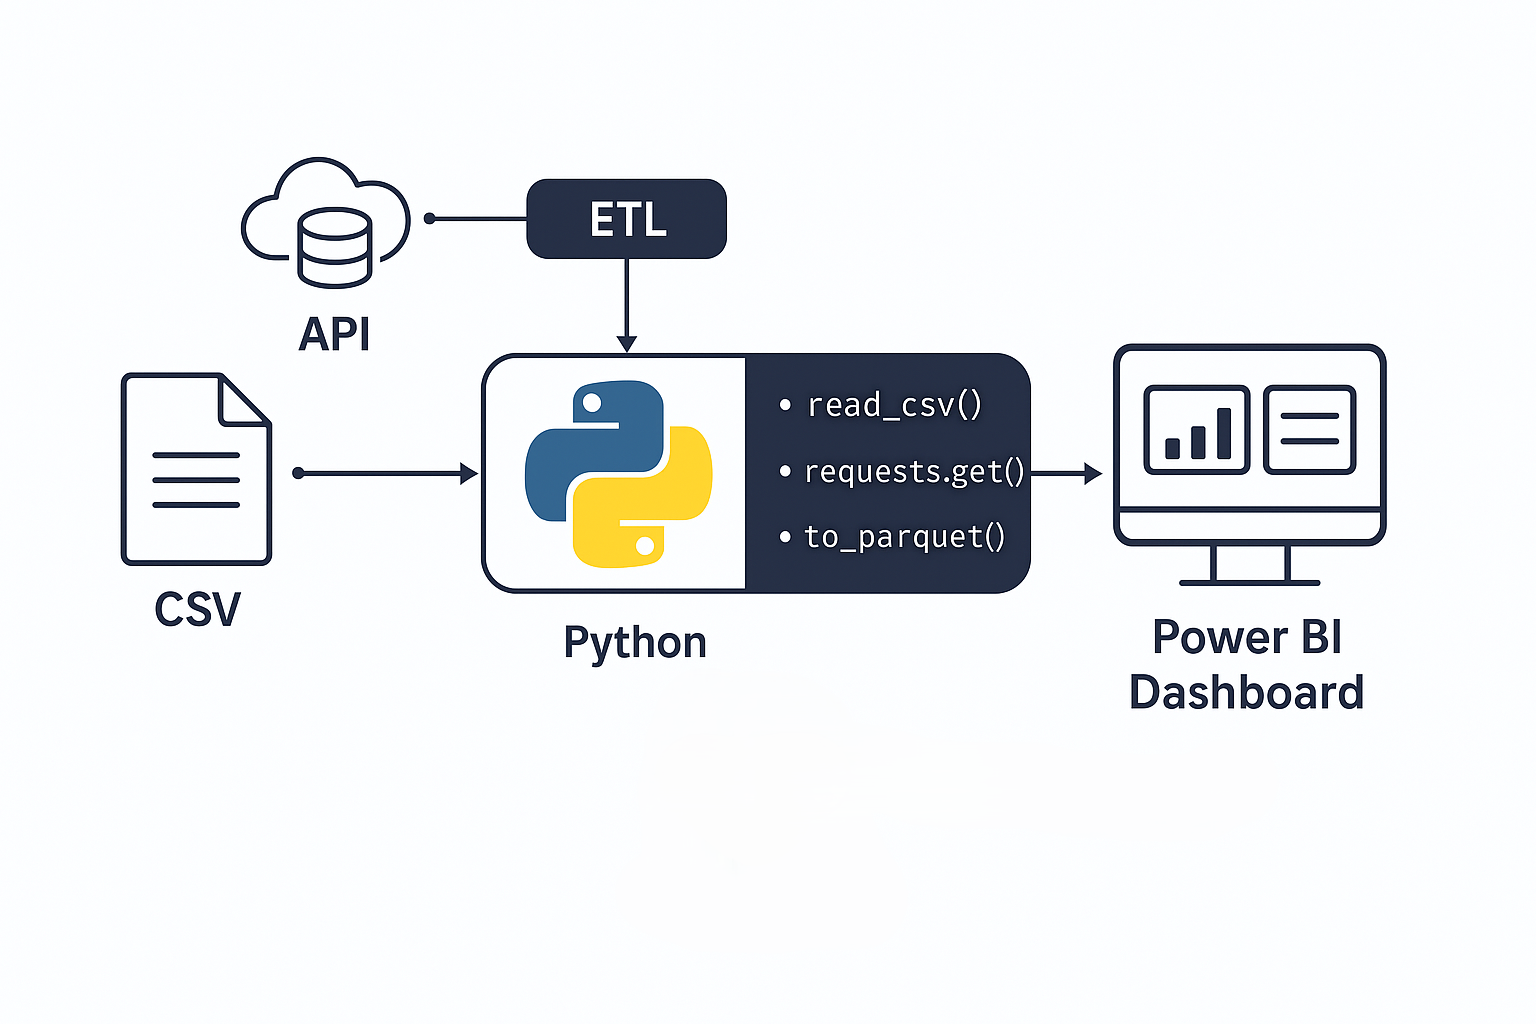 ETL
API
• read_csv()
• requests.get()
• to_parquet()
CSV
Python
Power BI
Dashboard